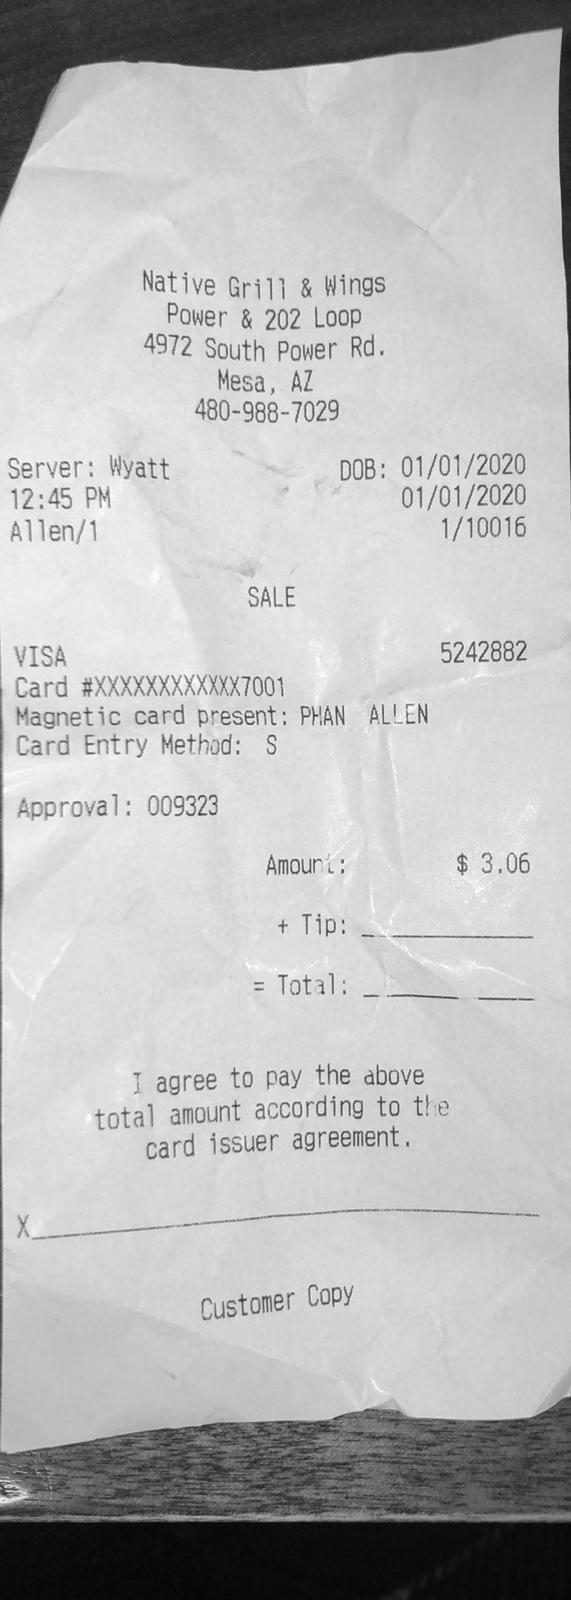 Native Grill & Wings
Power & 202 Loop
4972 South Power Rd.
Mesa, AZ
480-988-7029
Server: Wyatt DOB: 01/01/2020
12:45 PM 01/01/2020
Allen/1 1/10016
SALE
VISA 5242882
Card #XXXXXXXXXXXX7001
Magnetic card present: PHAN ALLEN
Card Entry Method: S
Approval: 009323
Amount: $ 3.06
+ Tip: ____________
= Total: ____________
I agree to pay the above
total amount according to the
card issuer agreement.
X____________________________
Customer Copy